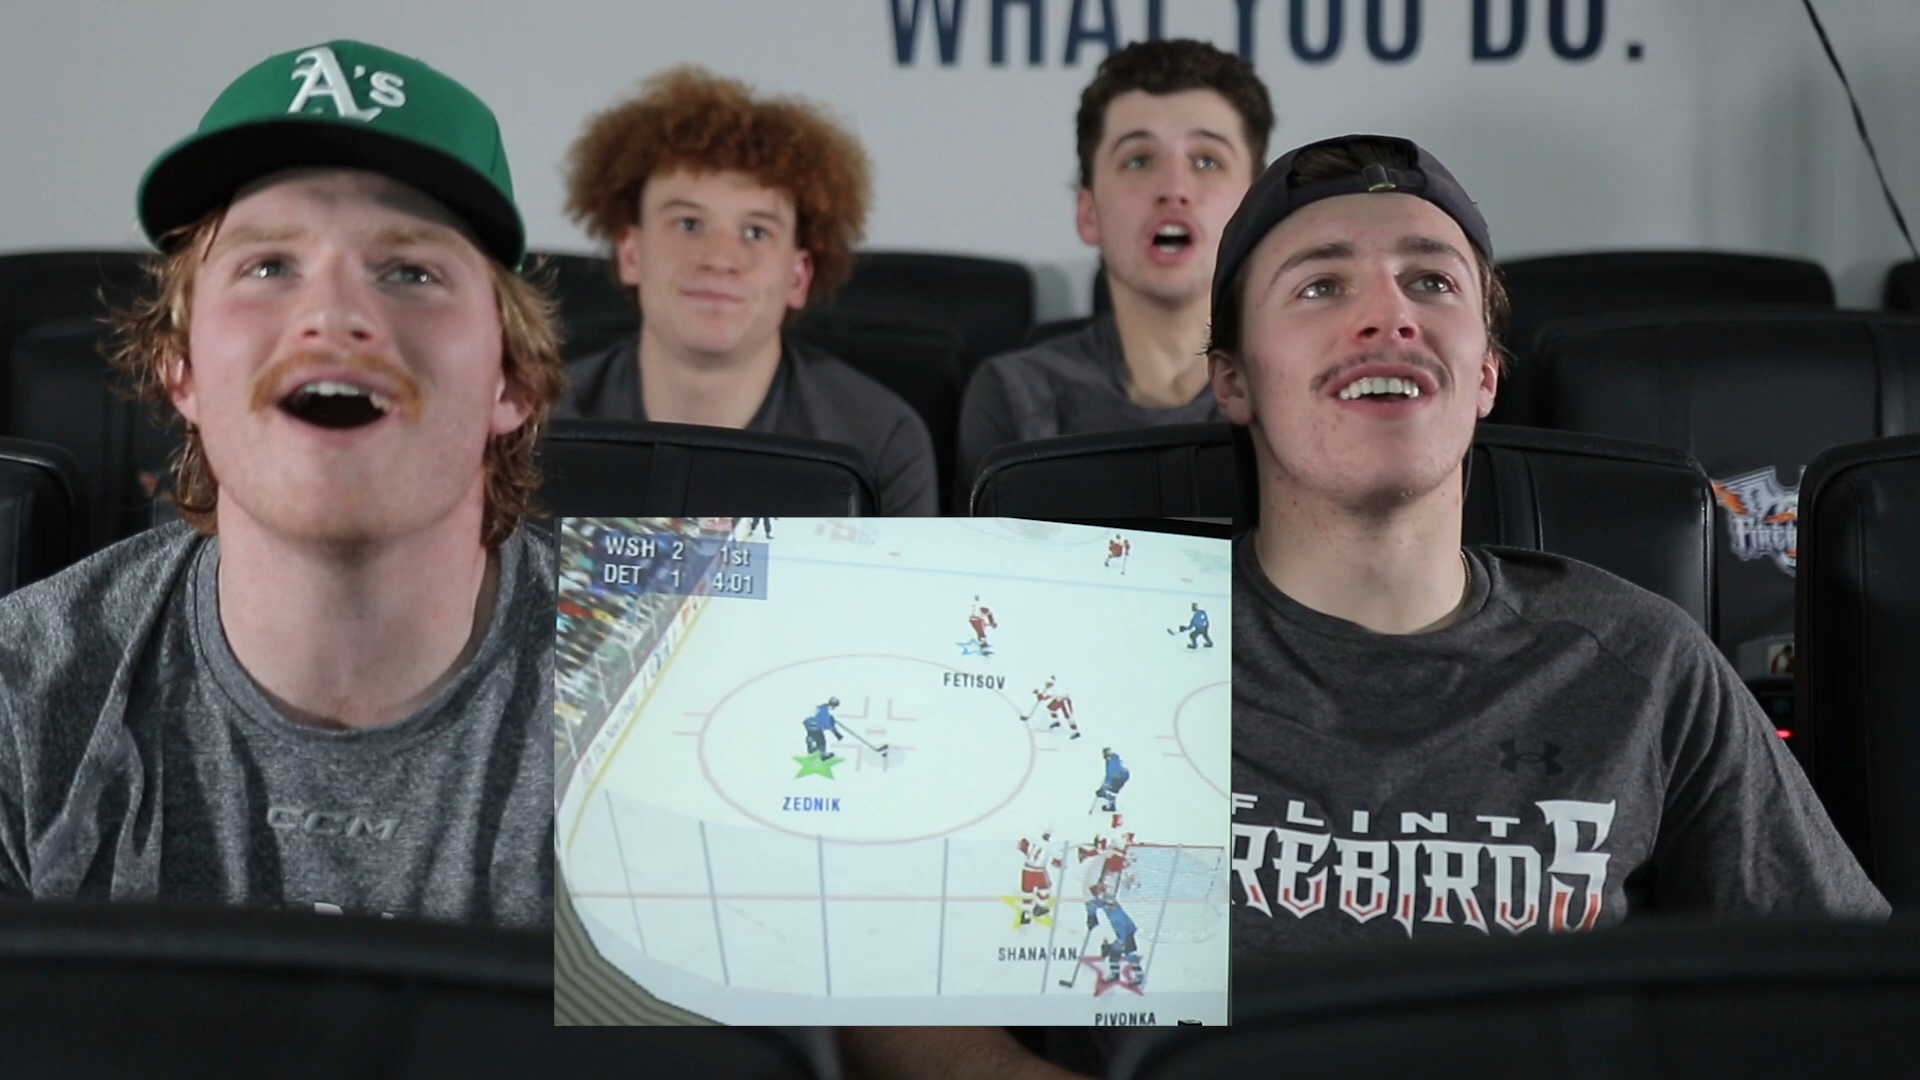 WHAT YOU DO.
A's
WSH 2 1st
DET 1 4:01
FETISOV
ZEDNIK
SHANAHAN
PIVONKA
CCM
FLINT
FIREBIRDS